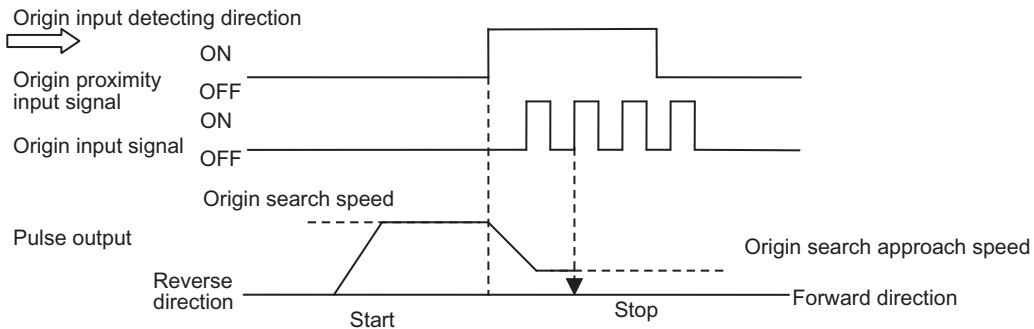 Origin input detecting direction
ON
Origin proximity
input signal
OFF
ON
Origin input signal
OFF
Origin search speed
Pulse output
Origin search approach speed
Reverse
direction
Forward direction
Start
Stop